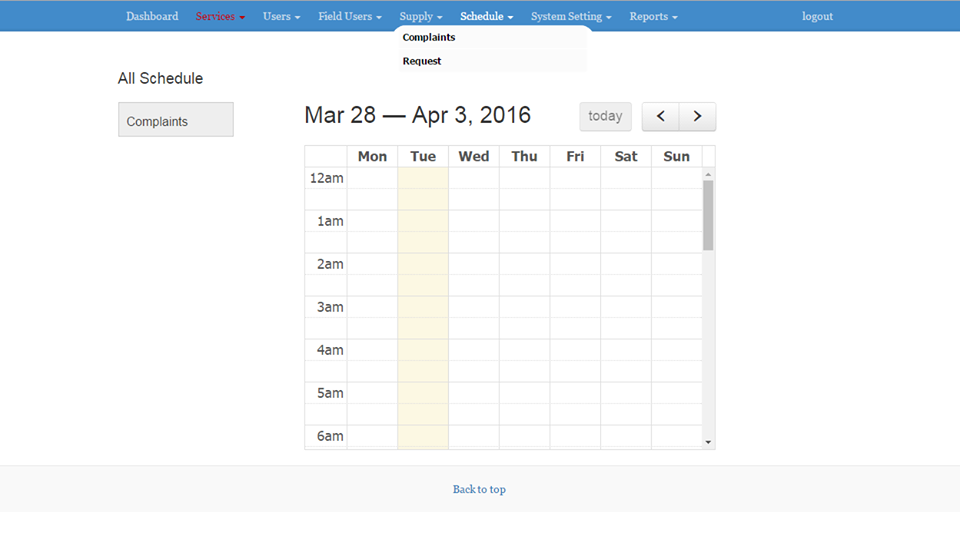 Dashboard Services Users Field Users Supply Schedule System Setting Reports logout
Complaints
Request
All Schedule
Complaints
Mar 28 — Apr 3, 2016 today
Mon Tue Wed Thu Fri Sat Sun
12am
1am
2am
3am
4am
5am
6am
Back to top